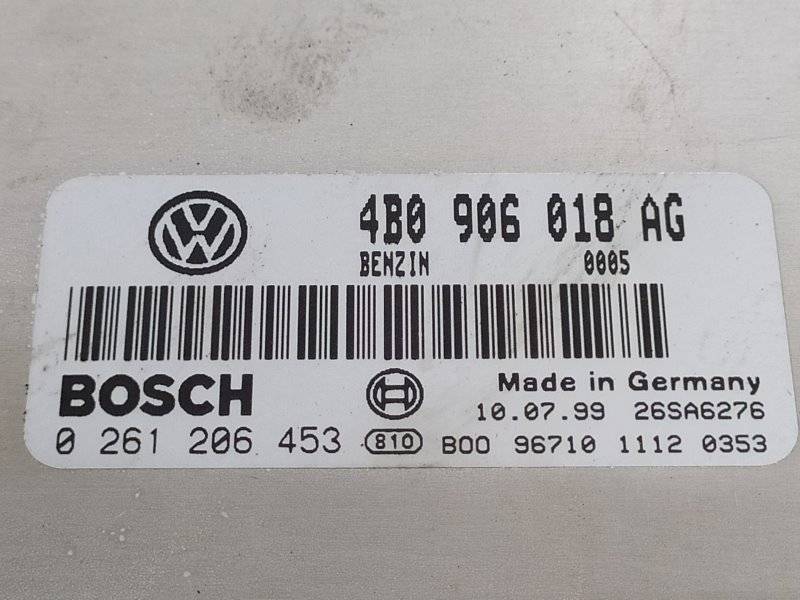 4B0 906 018 AG
BENZIN 0005
BOSCH
Made in Germany
10.07.99 26SA6276
0 261 206 453 810 B00 96710 1112 0353